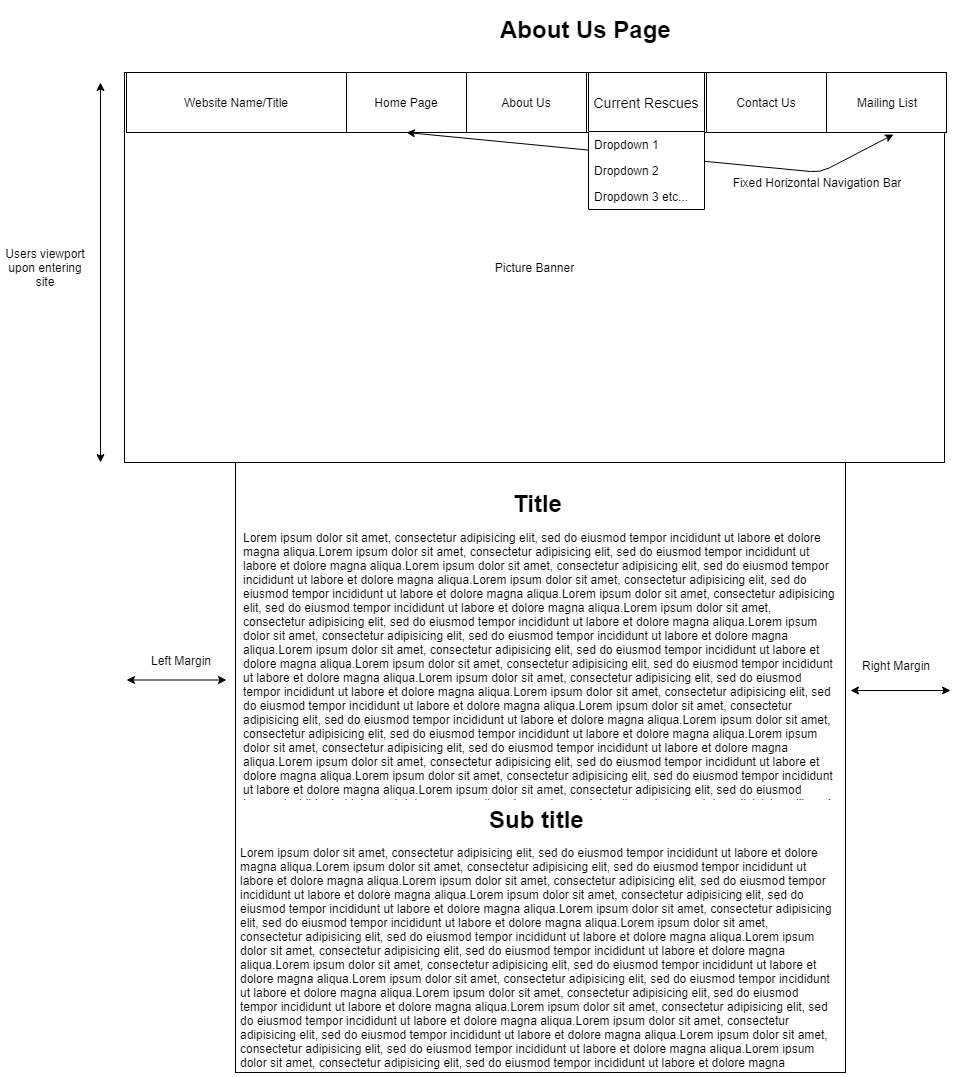 About Us Page
Website Name/Title
Home Page
About Us
Current Rescues
Contact Us
Mailing List
Dropdown 1
Dropdown 2
Dropdown 3 etc...
Fixed Horizontal Navigation Bar
Users viewport
upon entering
site
Picture Banner
Title
Lorem ipsum dolor sit amet, consectetur adipisicing elit, sed do eiusmod tempor incididunt ut labore et dolore
magna aliqua.Lorem ipsum dolor sit amet, consectetur adipisicing elit, sed do eiusmod tempor incididunt ut
labore et dolore magna aliqua.Lorem ipsum dolor sit amet, consectetur adipisicing elit, sed do eiusmod tempor
incididunt ut labore et dolore magna aliqua.Lorem ipsum dolor sit amet, consectetur adipisicing elit, sed do
eiusmod tempor incididunt ut labore et dolore magna aliqua.Lorem ipsum dolor sit amet, consectetur adipisicing
elit, sed do eiusmod tempor incididunt ut labore et dolore magna aliqua.Lorem ipsum dolor sit amet,
consectetur adipisicing elit, sed do eiusmod tempor incididunt ut labore et dolore magna aliqua.Lorem ipsum
dolor sit amet, consectetur adipisicing elit, sed do eiusmod tempor incididunt ut labore et dolore magna
aliqua.Lorem ipsum dolor sit amet, consectetur adipisicing elit, sed do eiusmod tempor incididunt ut labore et
dolore magna aliqua.Lorem ipsum dolor sit amet, consectetur adipisicing elit, sed do eiusmod tempor incididunt
ut labore et dolore magna aliqua.Lorem ipsum dolor sit amet, consectetur adipisicing elit, sed do eiusmod
tempor incididunt ut labore et dolore magna aliqua.Lorem ipsum dolor sit amet, consectetur adipisicing elit, sed
do eiusmod tempor incididunt ut labore et dolore magna aliqua.Lorem ipsum dolor sit amet, consectetur
adipisicing elit, sed do eiusmod tempor incididunt ut labore et dolore magna aliqua.Lorem ipsum dolor sit amet,
consectetur adipisicing elit, sed do eiusmod tempor incididunt ut labore et dolore magna aliqua.Lorem ipsum
dolor sit amet, consectetur adipisicing elit, sed do eiusmod tempor incididunt ut labore et dolore magna
aliqua.Lorem ipsum dolor sit amet, consectetur adipisicing elit, sed do eiusmod tempor incididunt ut labore et
dolore magna aliqua.Lorem ipsum dolor sit amet, consectetur adipisicing elit, sed do eiusmod tempor incididunt
ut labore et dolore magna aliqua.Lorem ipsum dolor sit amet, consectetur adipisicing elit, sed do eiusmod
Left Margin
Right Margin
Sub title
Lorem ipsum dolor sit amet, consectetur adipisicing elit, sed do eiusmod tempor incididunt ut labore et dolore
magna aliqua.Lorem ipsum dolor sit amet, consectetur adipisicing elit, sed do eiusmod tempor incididunt ut
labore et dolore magna aliqua.Lorem ipsum dolor sit amet, consectetur adipisicing elit, sed do eiusmod tempor
incididunt ut labore et dolore magna aliqua.Lorem ipsum dolor sit amet, consectetur adipisicing elit, sed do
eiusmod tempor incididunt ut labore et dolore magna aliqua.Lorem ipsum dolor sit amet, consectetur adipisicing
elit, sed do eiusmod tempor incididunt ut labore et dolore magna aliqua.Lorem ipsum dolor sit amet,
consectetur adipisicing elit, sed do eiusmod tempor incididunt ut labore et dolore magna aliqua.Lorem ipsum
dolor sit amet, consectetur adipisicing elit, sed do eiusmod tempor incididunt ut labore et dolore magna
aliqua.Lorem ipsum dolor sit amet, consectetur adipisicing elit, sed do eiusmod tempor incididunt ut labore et
dolore magna aliqua.Lorem ipsum dolor sit amet, consectetur adipisicing elit, sed do eiusmod tempor incididunt
ut labore et dolore magna aliqua.Lorem ipsum dolor sit amet, consectetur adipisicing elit, sed do eiusmod
tempor incididunt ut labore et dolore magna aliqua.Lorem ipsum dolor sit amet, consectetur adipisicing elit, sed
do eiusmod tempor incididunt ut labore et dolore magna aliqua.Lorem ipsum dolor sit amet, consectetur
adipisicing elit, sed do eiusmod tempor incididunt ut labore et dolore magna aliqua.Lorem ipsum dolor sit amet,
consectetur adipisicing elit, sed do eiusmod tempor incididunt ut labore et dolore magna aliqua.Lorem ipsum
dolor sit amet, consectetur adipisicing elit, sed do eiusmod tempor incididunt ut labore et dolore magna